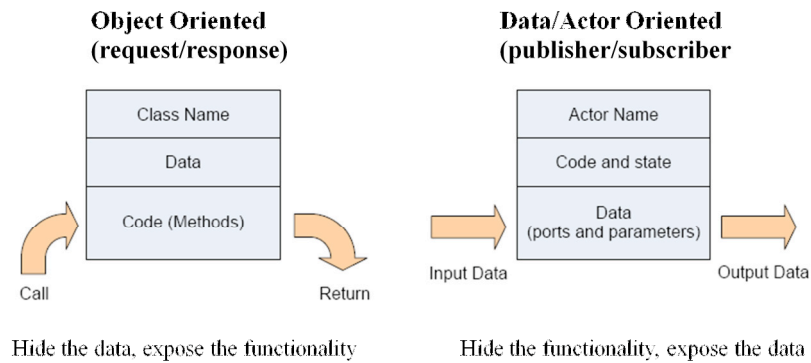 Object Oriented
(request/response)
Class Name
Data
Code (Methods)
Call
Return
Hide the data, expose the functionality
Data/Actor Oriented
(publisher/subscriber
Actor Name
Code and state
Data
(ports and parameters)
Input Data
Output Data
Hide the functionality, expose the data